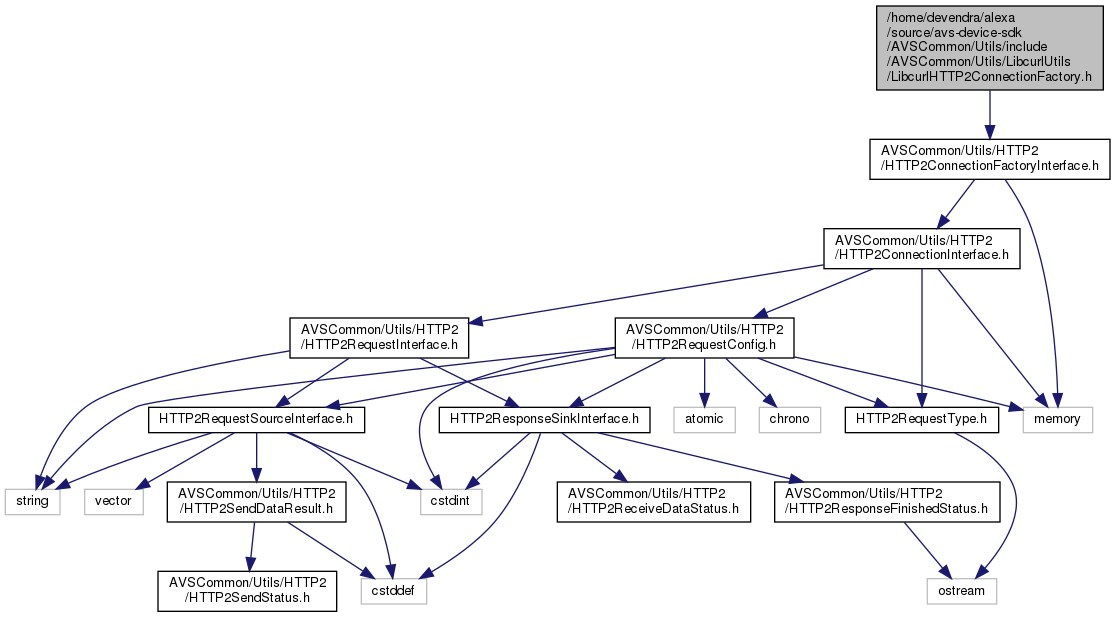 /home/devendra/alexa
/source/avs-device-sdk
/AVSCommon/Utils/include
/AVSCommon/Utils/LibcurlUtils
/LibcurlHTTP2ConnectionFactory.h
AVSCommon/Utils/HTTP2
/HTTP2ConnectionFactoryInterface.h
AVSCommon/Utils/HTTP2
/HTTP2ConnectionInterface.h
AVSCommon/Utils/HTTP2
/HTTP2RequestInterface.h
AVSCommon/Utils/HTTP2
/HTTP2RequestConfig.h
HTTP2RequestSourceInterface.h
HTTP2ResponseSinkInterface.h
atomic
chrono
HTTP2RequestType.h
memory
string
vector
AVSCommon/Utils/HTTP2
/HTTP2SendDataResult.h
cstdint
AVSCommon/Utils/HTTP2
/HTTP2ReceiveDataStatus.h
AVSCommon/Utils/HTTP2
/HTTP2ResponseFinishedStatus.h
AVSCommon/Utils/HTTP2
/HTTP2SendStatus.h
cstddef
ostream